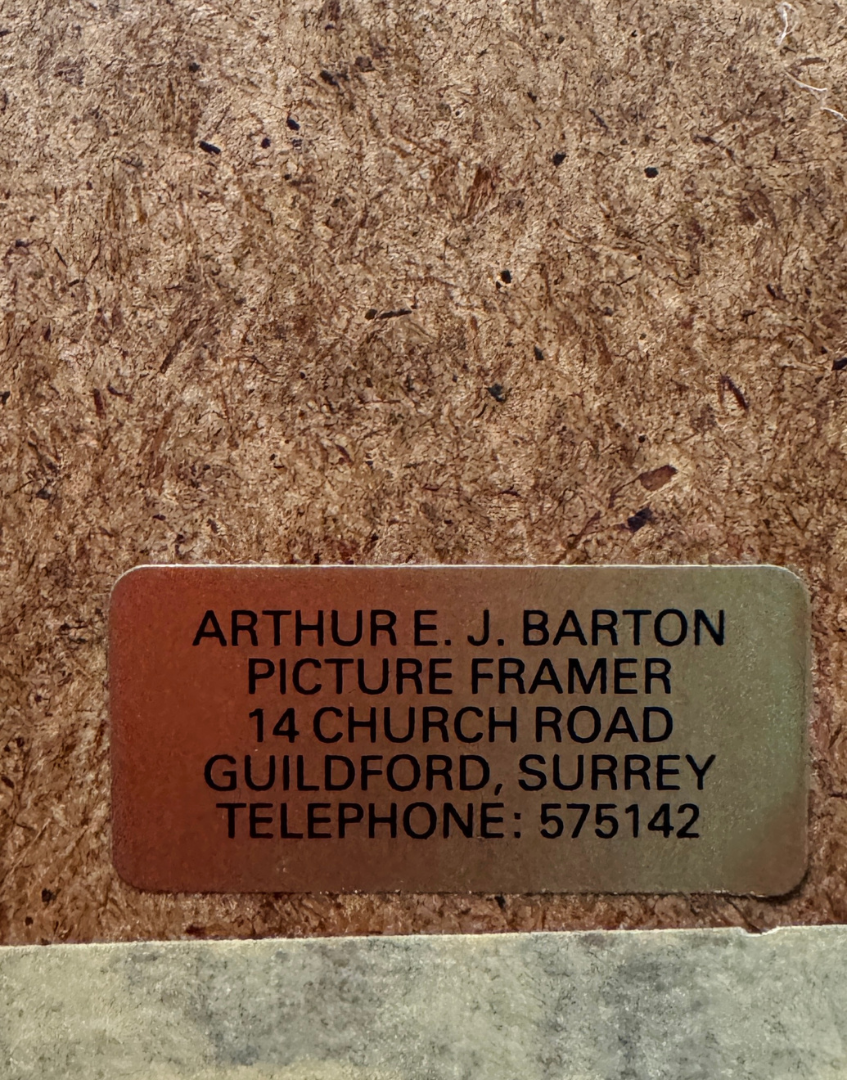 ARTHUR E. J. BARTON
PICTURE FRAMER
14 CHURCH ROAD
GUILDFORD, SURREY
TELEPHONE: 575142